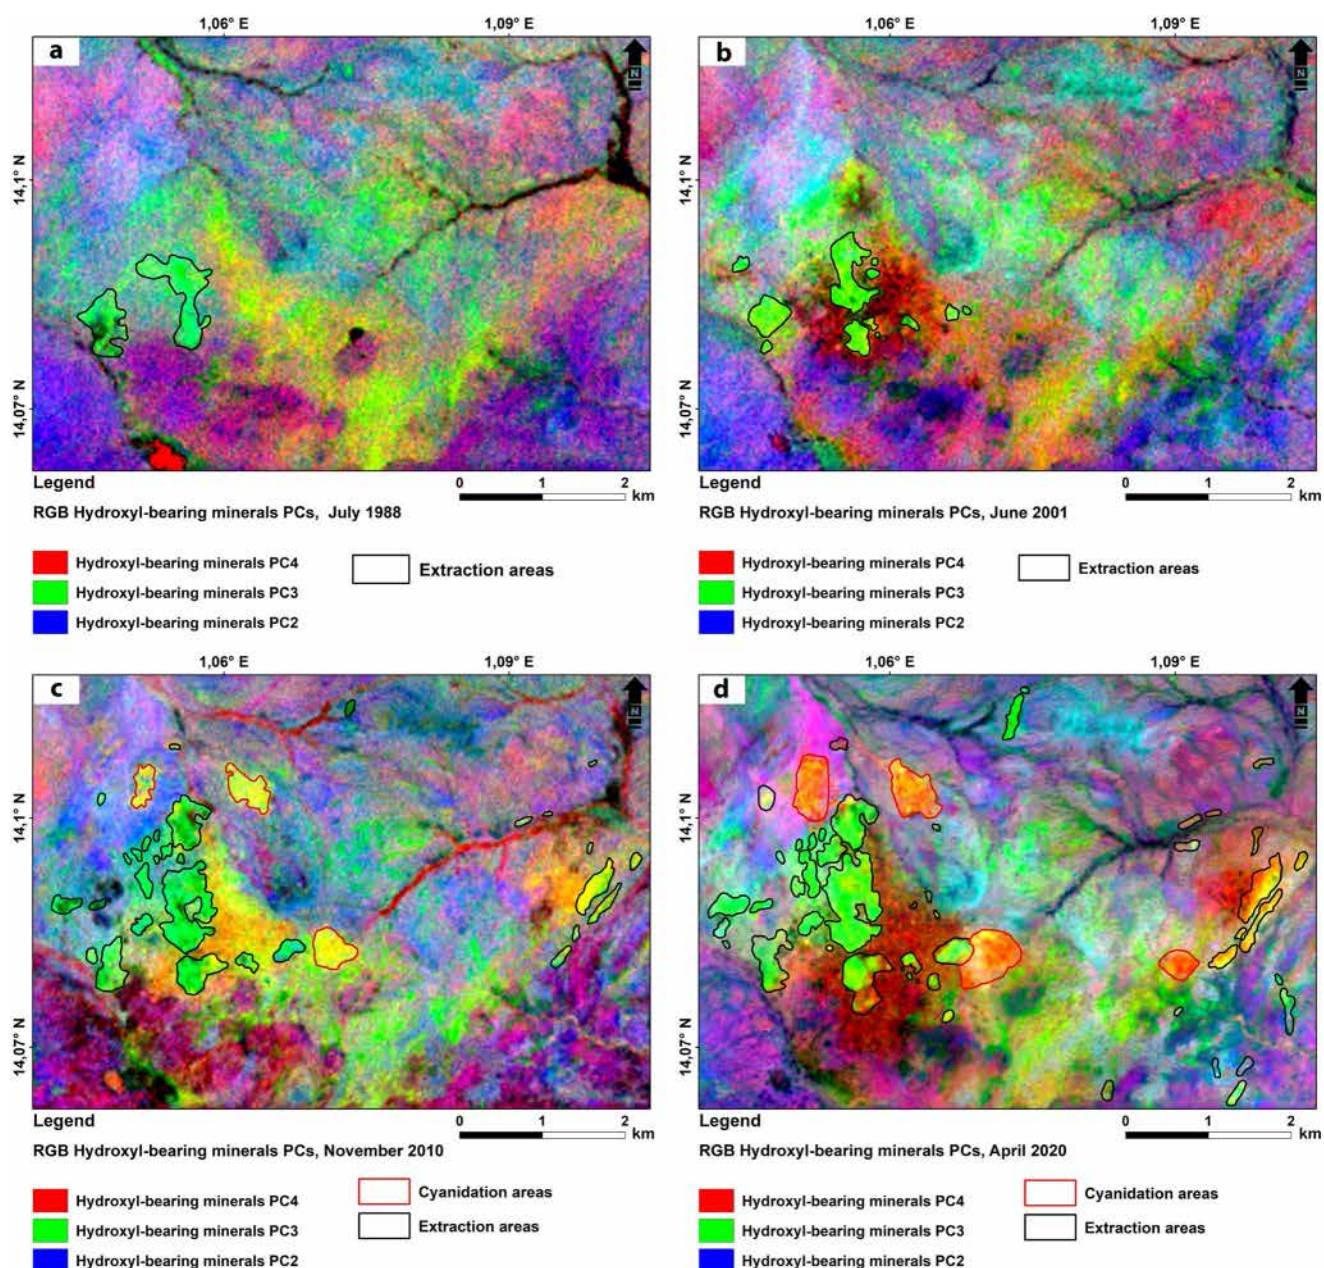 1,06° E 1,09° E
a
N
14,1° N
14,07° N
Legend
0 1 2 km
RGB Hydroxyl-bearing minerals PCs, July 1988
Hydroxyl-bearing minerals PC4
Hydroxyl-bearing minerals PC3
Hydroxyl-bearing minerals PC2
Extraction areas
1,06° E 1,09° E
b
N
14,1° N
14,07° N
Legend
0 1 2 km
RGB Hydroxyl-bearing minerals PCs, June 2001
Hydroxyl-bearing minerals PC4
Hydroxyl-bearing minerals PC3
Hydroxyl-bearing minerals PC2
Extraction areas
1,06° E 1,09° E
c
N
14,1° N
14,07° N
Legend
0 1 2 km
RGB Hydroxyl-bearing minerals PCs, November 2010
Hydroxyl-bearing minerals PC4
Hydroxyl-bearing minerals PC3
Hydroxyl-bearing minerals PC2
Cyanidation areas
Extraction areas
1,06° E 1,09° E
d
N
14,1° N
14,07° N
Legend
0 1 2 km
RGB Hydroxyl-bearing minerals PCs, April 2020
Hydroxyl-bearing minerals PC4
Hydroxyl-bearing minerals PC3
Hydroxyl-bearing minerals PC2
Cyanidation areas
Extraction areas